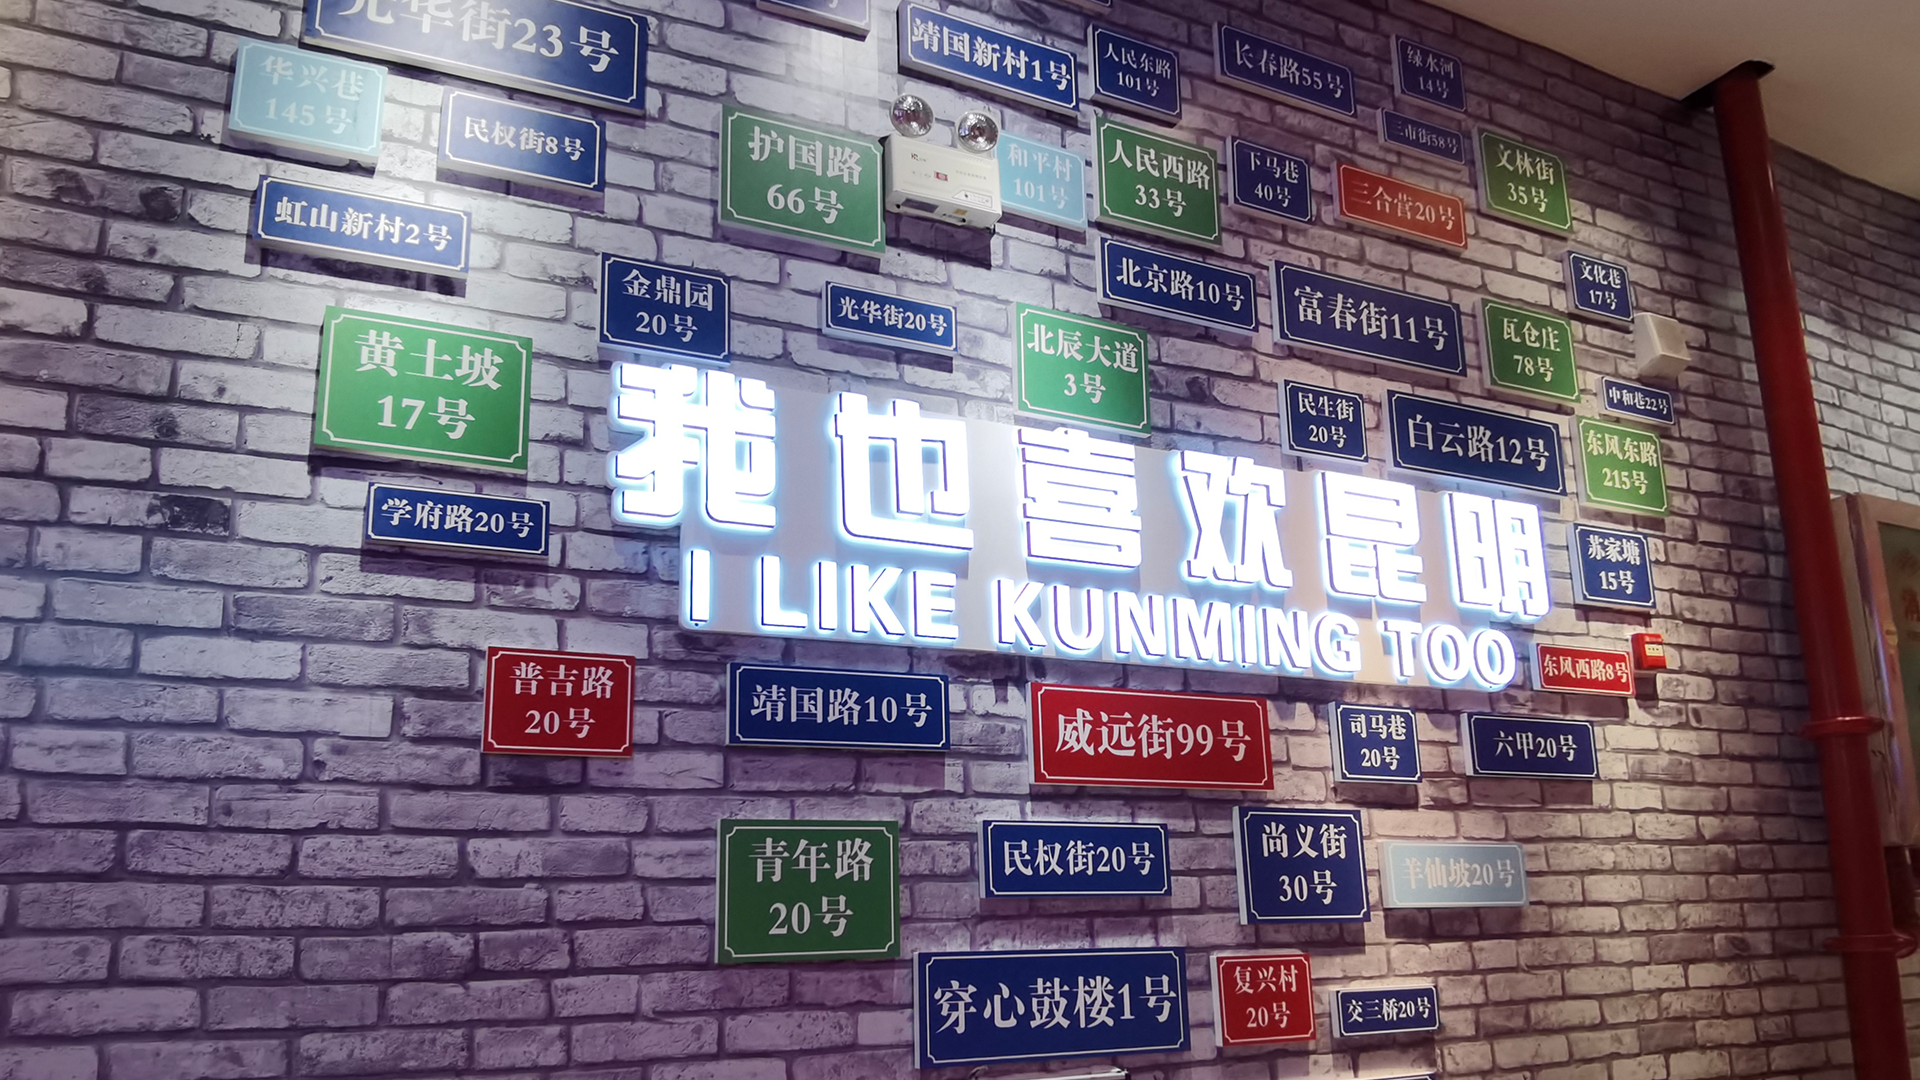 光华街23号
华兴巷
145号
民权街8号
虹山新村2号
靖国新村1号
人民东路
101号
长春路55号
绿水河
14号
三市街58号
护国路
66号
和平村
101号
人民西路
33号
下马巷
40号
三合营20号
文林街
35号
金鼎园
20号
光华街20号
北京路10号
富春街11号
文化巷
17号
黄土坡
17号
北辰大道
3号
瓦仓庄
78号
民生街
20号
白云路12号
中和巷22号
东风东路
215号
学府路20号
我也喜欢昆明
I LIKE KUNMING TOO
苏家塘
15号
东风西路8号
普吉路
20号
靖国路10号
威远街99号
司马巷
20号
六甲20号
青年路
20号
民权街20号
尚义街
30号
羊仙坡20号
穿心鼓楼1号
复兴村
20号
交三桥20号